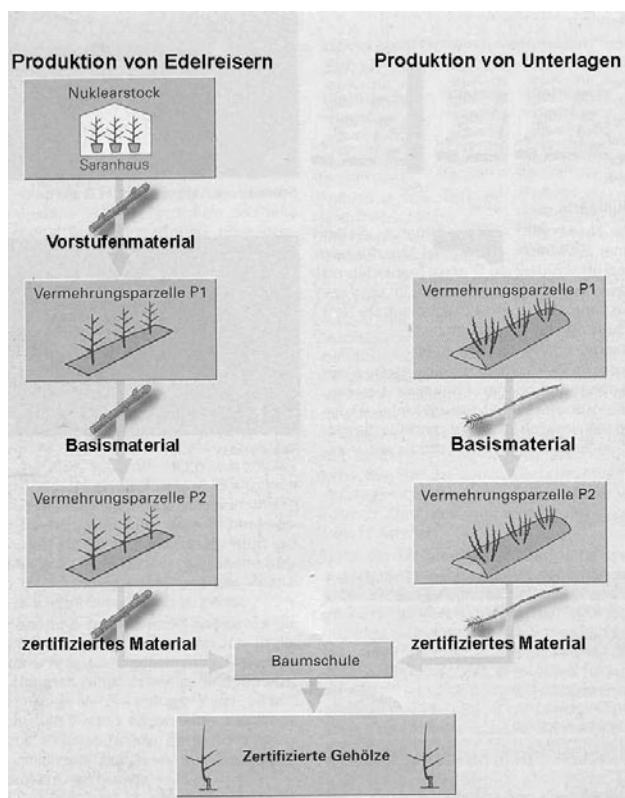 Produktion von Edelreisern
Nuklearstock
Saranhaus
Vorstufenmaterial
Vermehrungsparzelle P1
Basismaterial
Vermehrungsparzelle P2
zertifiziertes Material
Produktion von Unterlagen
Vermehrungsparzelle P1
Basismaterial
Vermehrungsparzelle P2
zertifiziertes Material
Baumschule
Zertifizierte Gehölze